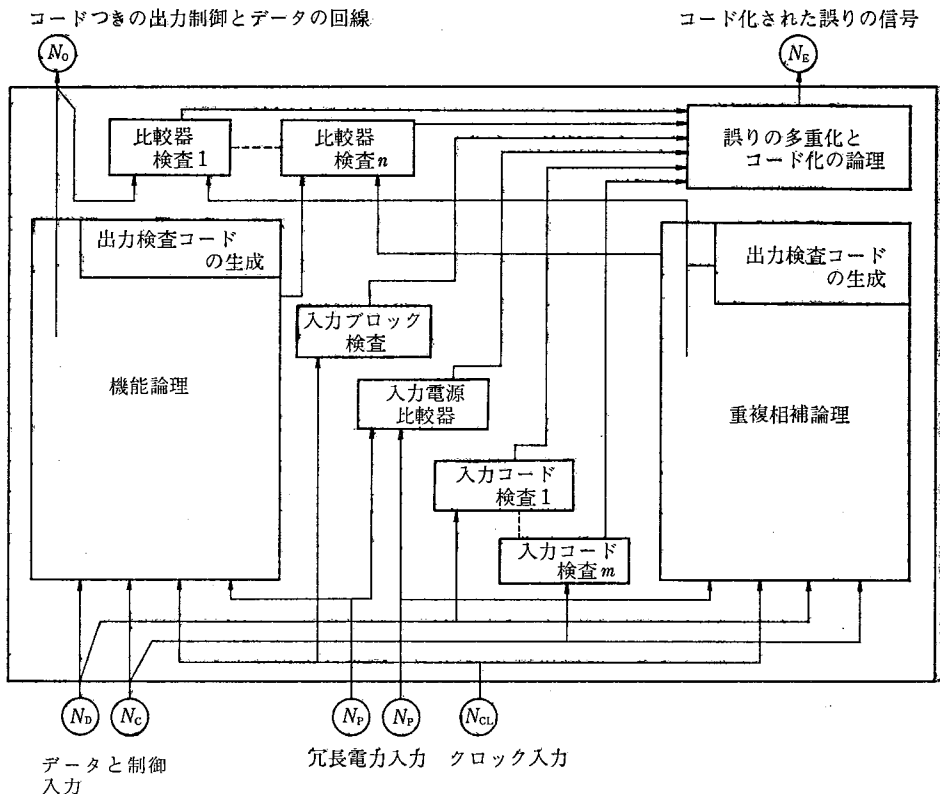 コードつきの出力制御とデータの回線
コード化された誤りの信号
N_O
N_E
比較器
検査1
比較器
検査n
誤りの多重化と
コード化の論理
出力検査コード
の生成
出力検査コード
の生成
入力ブロック
検査
機能論理
入力電源
比較器
重複相補論理
入力コード
検査1
入力コード
検査m
N_D
N_C
N_P
N_P
N_CL
データと制御
入力
冗長電力入力
クロック入力